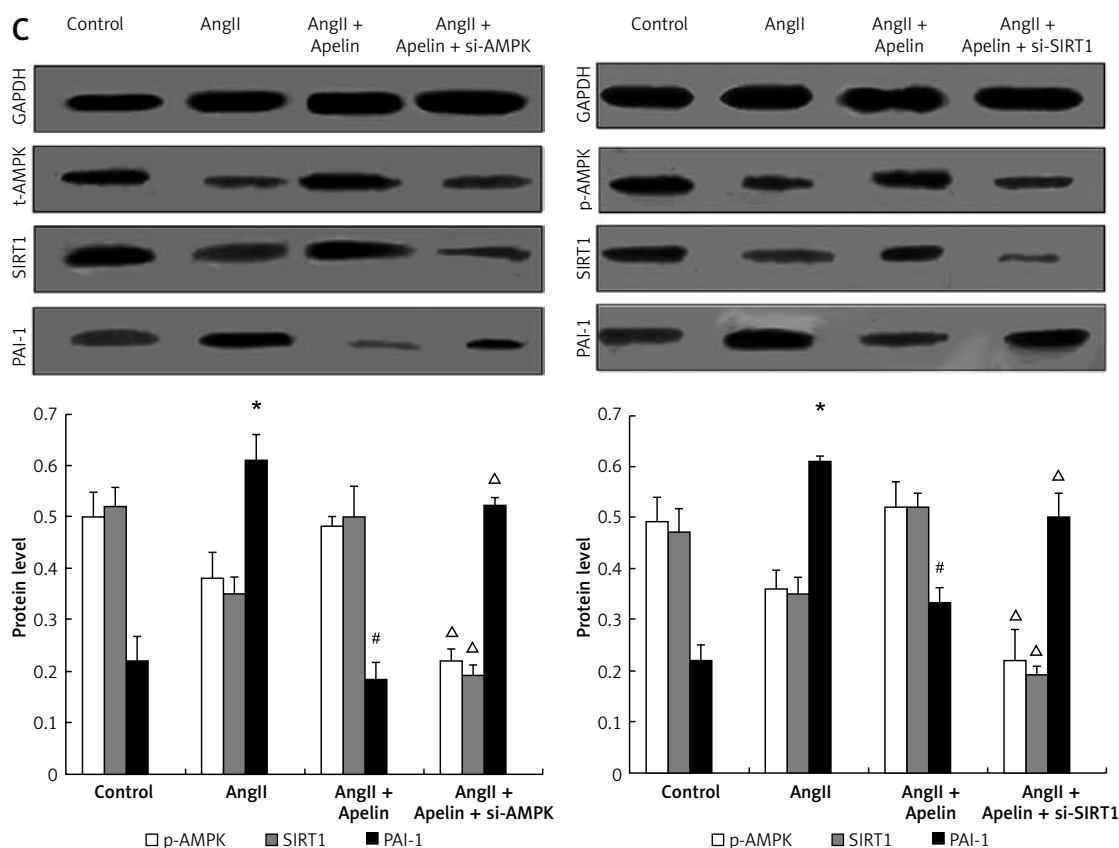 C
Control AngII AngII + AngII +
Apelin Apelin + si-AMPK
GAPDH
t-AMPK
SIRT1
PAI-1
Control AngII AngII + AngII +
Apelin Apelin + si-SIRT1
GAPDH
p-AMPK
SIRT1
PAI-1
Protein level
0.7
0.6
0.5
0.4
0.3
0.2
0.1
0
*
#
△
△
△
Control AngII AngII + AngII +
Apelin Apelin + si-AMPK
p-AMPK SIRT1 PAI-1
Protein level
0.7
0.6
0.5
0.4
0.3
0.2
0.1
0
*
#
△
△
△
Control AngII AngII + AngII +
Apelin Apelin + si-SIRT1
p-AMPK SIRT1 PAI-1